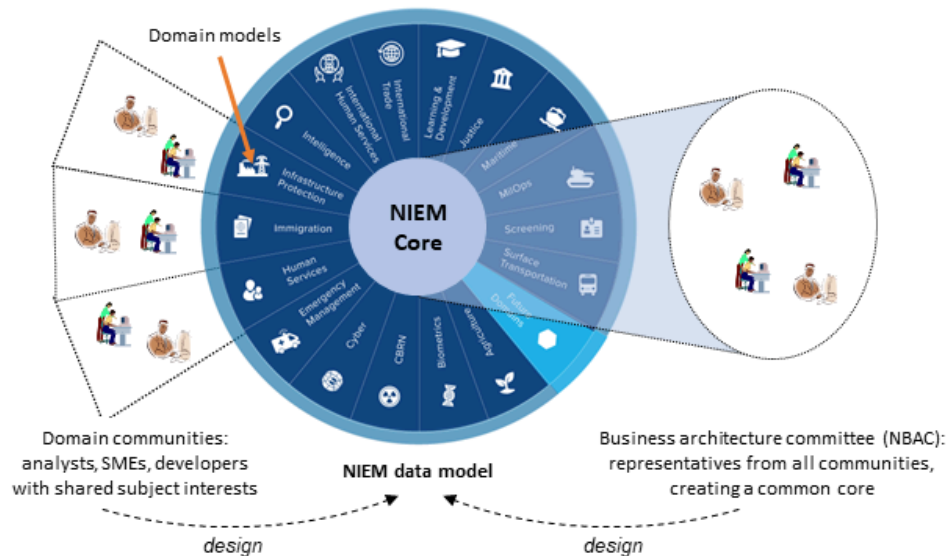 Domain models
International
Human Services
International
Trade
Learning &
Development
Justice
Maritime
MilOps
Screening
Surface
Transportation
Future
Domains
Agriculture
Biometrics
CBRN
Cyber
Emergency
Management
Human
Services
Immigration
Infrastructure
Protection
Intelligence
NIEM
Core
Domain communities:
analysts, SMEs, developers
with shared subject interests
NIEM data model
Business architecture committee (NBAC):
representatives from all communities,
creating a common core
design
design